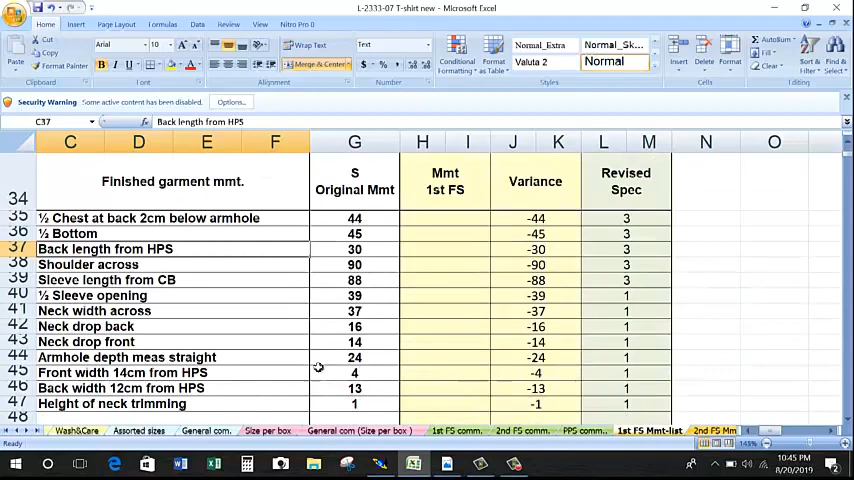 L-2333-07 T-shirt new - Microsoft Excel
Home Insert Page Layout Formulas Data Review View Nitro Pro 8
Cut
Copy
Paste Format Painter
Clipboard
Arial 10
Font
Wrap Text
Merge & Center
Alignment
Text
$ % ,
Number
Conditional Formatting Format as Table
Normal_Extra Normal_Sk...
Valuta 2 Normal
Styles
Insert Delete Format
Cells
AutoSum
Fill
Clear
Sort & Filter Find & Select
Editing
Security Warning Some active content has been disabled. Options...
C37 fx Back length from HPS
C D E F G H I J K L M N O
34 Finished garment mmt. S Original Mmt Mmt 1st FS Variance Revised Spec
35 ½ Chest at back 2cm below armhole 44 -44 3
36 ½ Bottom 45 -45 3
37 Back length from HPS 30 -30 3
38 Shoulder across 90 -90 3
39 Sleeve length from CB 88 -88 3
40 ½ Sleeve opening 39 -39 1
41 Neck width across 37 -37 1
42 Neck drop back 16 -16 1
43 Neck drop front 14 -14 1
44 Armhole depth meas straight 24 -24 1
45 Front width 14cm from HPS 4 -4 1
46 Back width 12cm from HPS 13 -13 1
47 Height of neck trimming 1 -1 1
48
Wash&Care Assorted sizes General com. Size per box General com (Size per box ) 1st FS comm. 2nd FS comm. PPS comm.. 1st FS Mmt-list 2nd FS Mm
Ready 143%
10:45 PM
8/20/2019
2